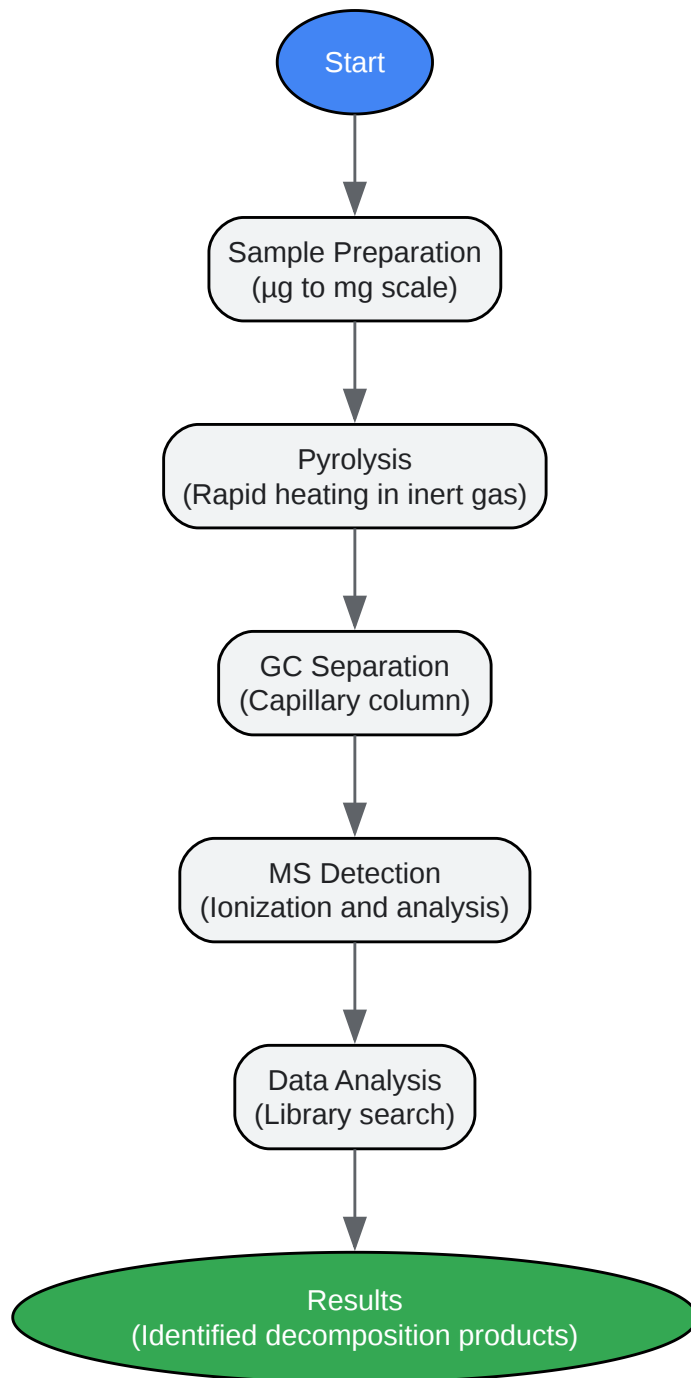 Start
Sample Preparation
(µg to mg scale)
Pyrolysis
(Rapid heating in inert gas)
GC Separation
(Capillary column)
MS Detection
(Ionization and analysis)
Data Analysis
(Library search)
Results
(Identified decomposition products)